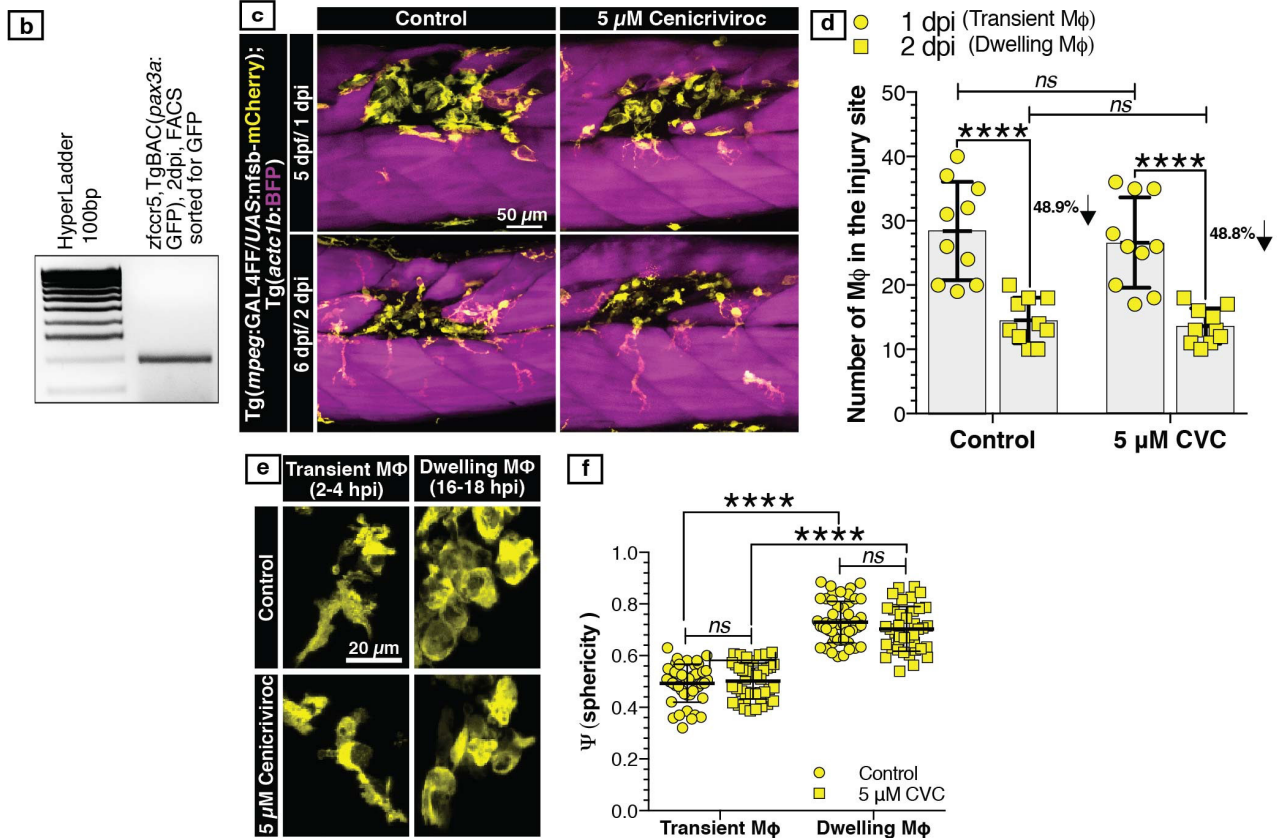 b
HyperLadder
100bp
zfccr5,TgBAC(pax3a:
GFP), 2dpi, FACS
sorted for GFP
c
Control
5 µM Cenicriviroc
Tg(mpeg:GAL4FF/UAS:nfsb-mCherry);
Tg(actc1b:BFP)
5 dpf/ 1 dpi
50 µm
6 dpf/ 2 dpi
d
1 dpi (Transient Mϕ)
2 dpi (Dwelling Mϕ)
Number of Mϕ in the injury site
ns
ns
****
****
48.9%
48.8%
50
40
30
20
10
0
Control
5 µM CVC
e
Transient MΦ
(2-4 hpi)
Dwelling MΦ
(16-18 hpi)
Control
20 µm
5 µM Cenicriviroc
f
****
****
ns
ns
Ψ (sphericity)
1.0
0.8
0.6
0.4
0.2
0.0
Control
5 µM CVC
Transient Mϕ
Dwelling Mϕ